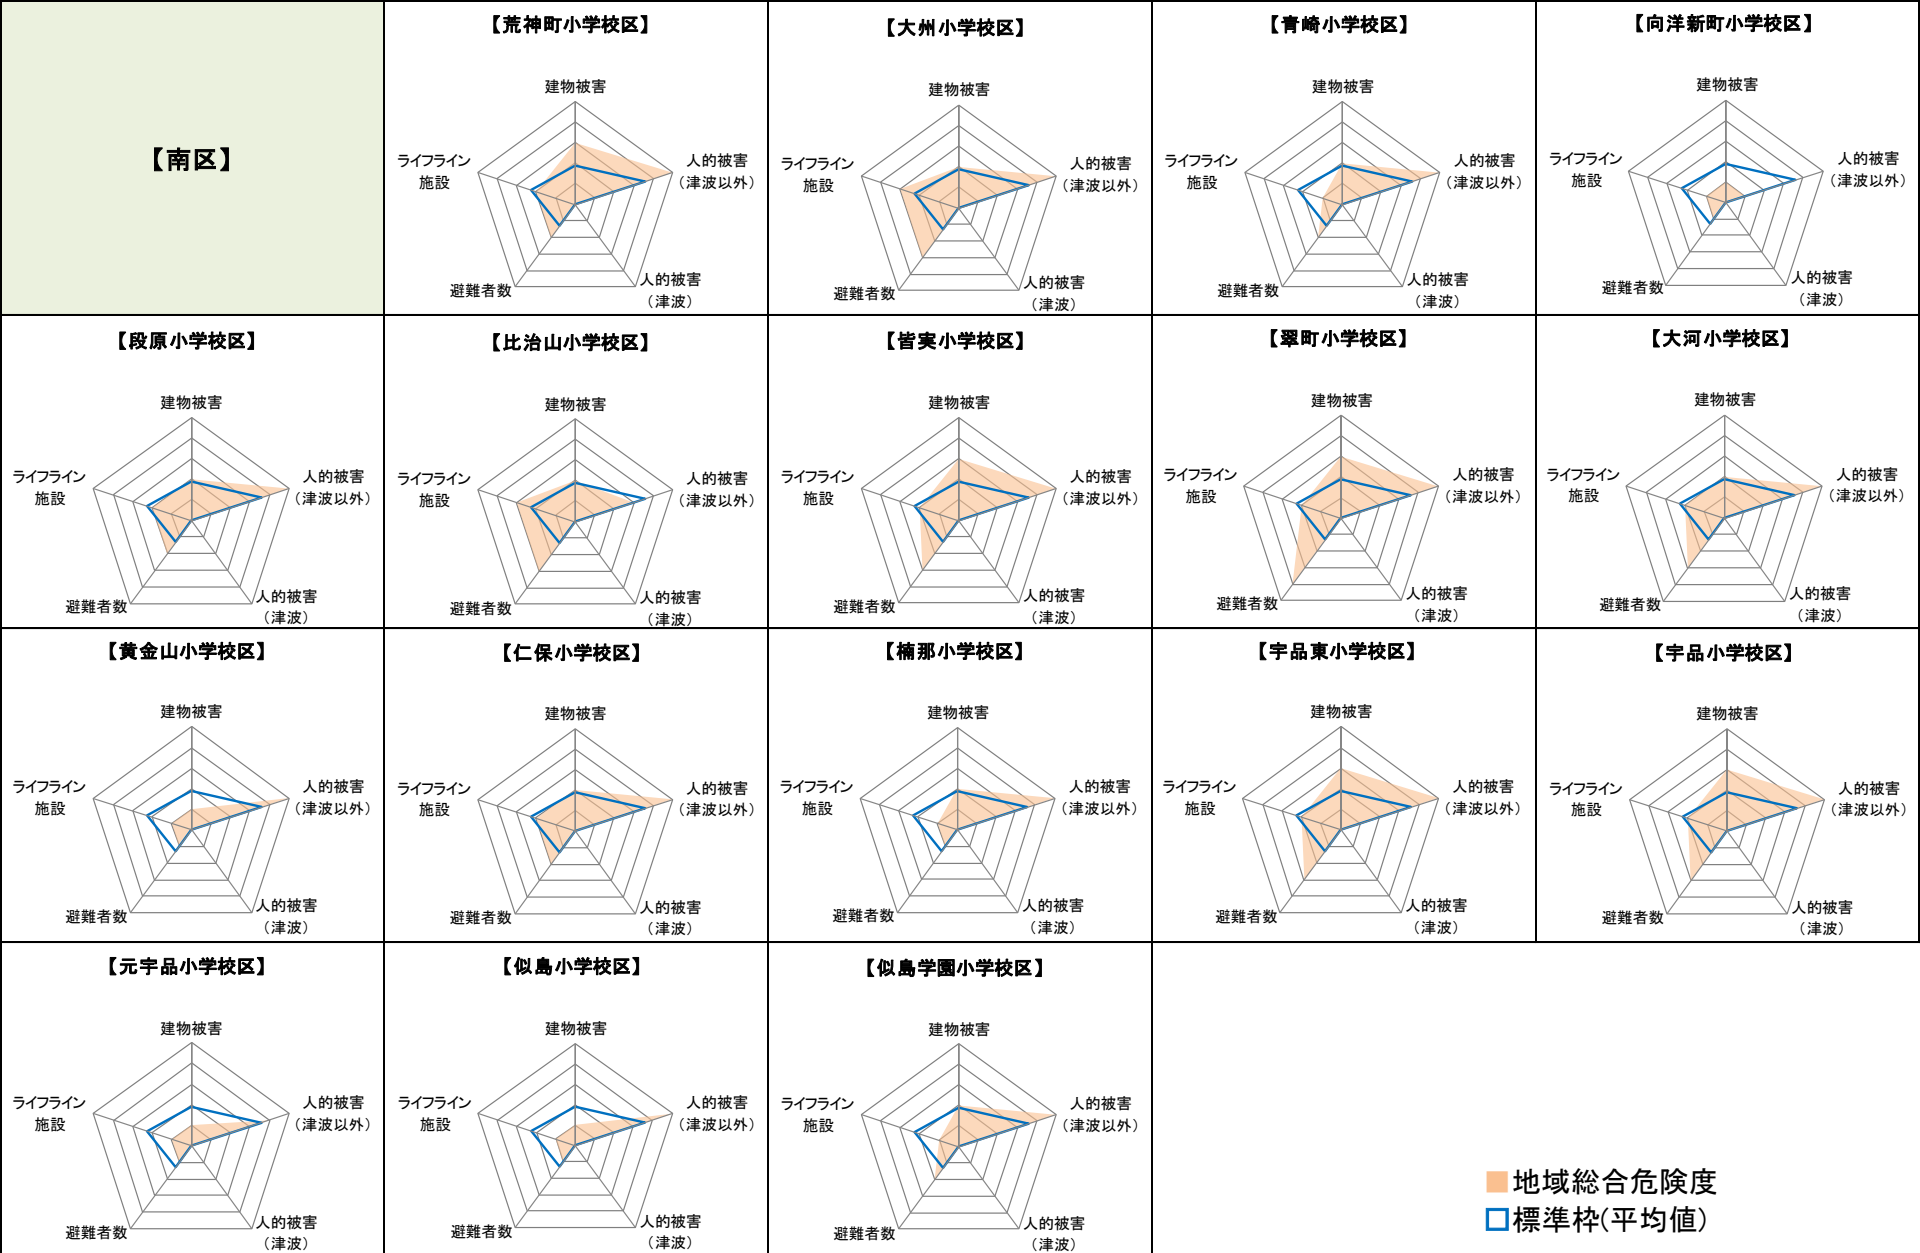 【南区】
【荒神町小学校区】
建物被害
ライフライン
施設
人的被害
（津波以外）
避難者数
人的被害
（津波）
【大州小学校区】
建物被害
ライフライン
施設
人的被害
（津波以外）
避難者数
人的被害
（津波）
【青崎小学校区】
建物被害
ライフライン
施設
人的被害
（津波以外）
避難者数
人的被害
（津波）
【向洋新町小学校区】
建物被害
ライフライン
施設
人的被害
（津波以外）
避難者数
人的被害
（津波）
【段原小学校区】
建物被害
ライフライン
施設
人的被害
（津波以外）
避難者数
人的被害
（津波）
【比治山小学校区】
建物被害
ライフライン
施設
人的被害
（津波以外）
避難者数
人的被害
（津波）
【皆実小学校区】
建物被害
ライフライン
施設
人的被害
（津波以外）
避難者数
人的被害
（津波）
【翠町小学校区】
建物被害
ライフライン
施設
人的被害
（津波以外）
避難者数
人的被害
（津波）
【大河小学校区】
建物被害
ライフライン
施設
人的被害
（津波以外）
避難者数
人的被害
（津波）
【黄金山小学校区】
建物被害
ライフライン
施設
人的被害
（津波以外）
避難者数
人的被害
（津波）
【仁保小学校区】
建物被害
ライフライン
施設
人的被害
（津波以外）
避難者数
人的被害
（津波）
【楠那小学校区】
建物被害
ライフライン
施設
人的被害
（津波以外）
避難者数
人的被害
（津波）
【宇品東小学校区】
建物被害
ライフライン
施設
人的被害
（津波以外）
避難者数
人的被害
（津波）
【宇品小学校区】
建物被害
ライフライン
施設
人的被害
（津波以外）
避難者数
人的被害
（津波）
【元宇品小学校区】
建物被害
ライフライン
施設
人的被害
（津波以外）
避難者数
人的被害
（津波）
【似島小学校区】
建物被害
ライフライン
施設
人的被害
（津波以外）
避難者数
人的被害
（津波）
【似島学園小学校区】
建物被害
ライフライン
施設
人的被害
（津波以外）
避難者数
人的被害
（津波）
地域総合危険度
標準枠(平均値)